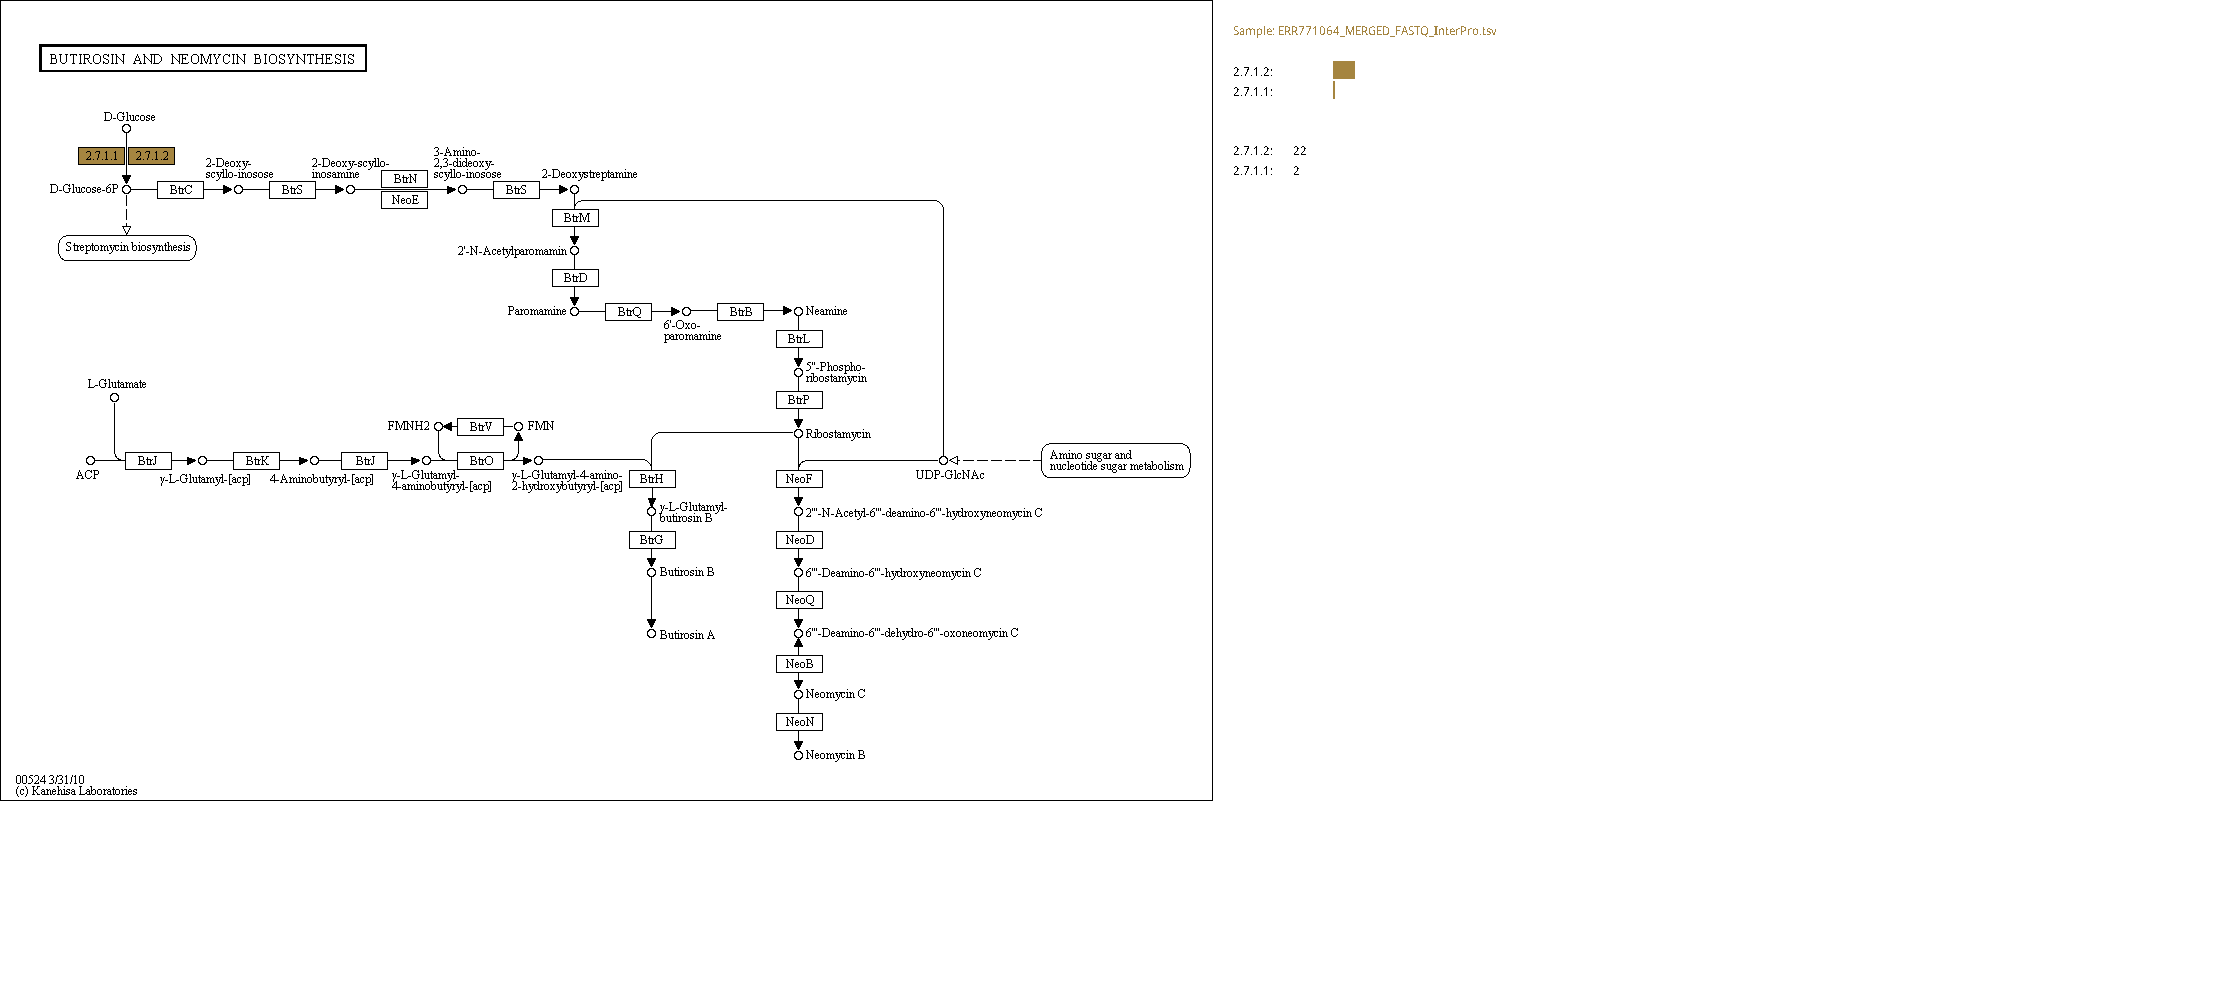 BUTIROSIN AND NEOMYCIN BIOSYNTHESIS
Sample: ERR771064_MERGED_FASTQ_InterPro.tsv
2.7.1.2:
2.7.1.1:
2.7.1.2: 22
2.7.1.1: 2
D-Glucose
2.7.1.1
2.7.1.2
D-Glucose-6P
BtrC
2-Deoxy-
scyllo-inosose
BtrS
2-Deoxy-scyllo-
inosamine
BtrN
NeoE
3-Amino-
2,3-dideoxy-
scyllo-inosose
BtrS
2-Deoxystreptamine
Streptomycin biosynthesis
BtrM
2'-N-Acetylparomamin
BtrD
Paromamine
BtrQ
6'-Oxo-
paromamine
BtrB
Neamine
BtrL
5''-Phospho-
ribostamycin
BtrP
Ribostamycin
L-Glutamate
ACP
BtrJ
γ-L-Glutamyl-[acp]
BtrK
4-Aminobutyryl-[acp]
BtrJ
γ-L-Glutamyl-
4-aminobutyryl-[acp]
FMNH2
BtrV
FMN
BtrO
γ-L-Glutamyl-4-amino-
2-hydroxybutyryl-[acp]
BtrH
γ-L-Glutamyl-
butirosin B
BtrG
Butirosin B
Butirosin A
UDP-GlcNAc
Amino sugar and
nucleotide sugar metabolism
NeoF
2'''-N-Acetyl-6'''-deamino-6'''-hydroxyneomycin C
NeoD
6'''-Deamino-6'''-hydroxyneomycin C
NeoQ
6'''-Deamino-6'''-dehydro-6'''-oxoneomycin C
NeoB
Neomycin C
NeoN
Neomycin B
00524 3/31/10
(c) Kanehisa Laboratories